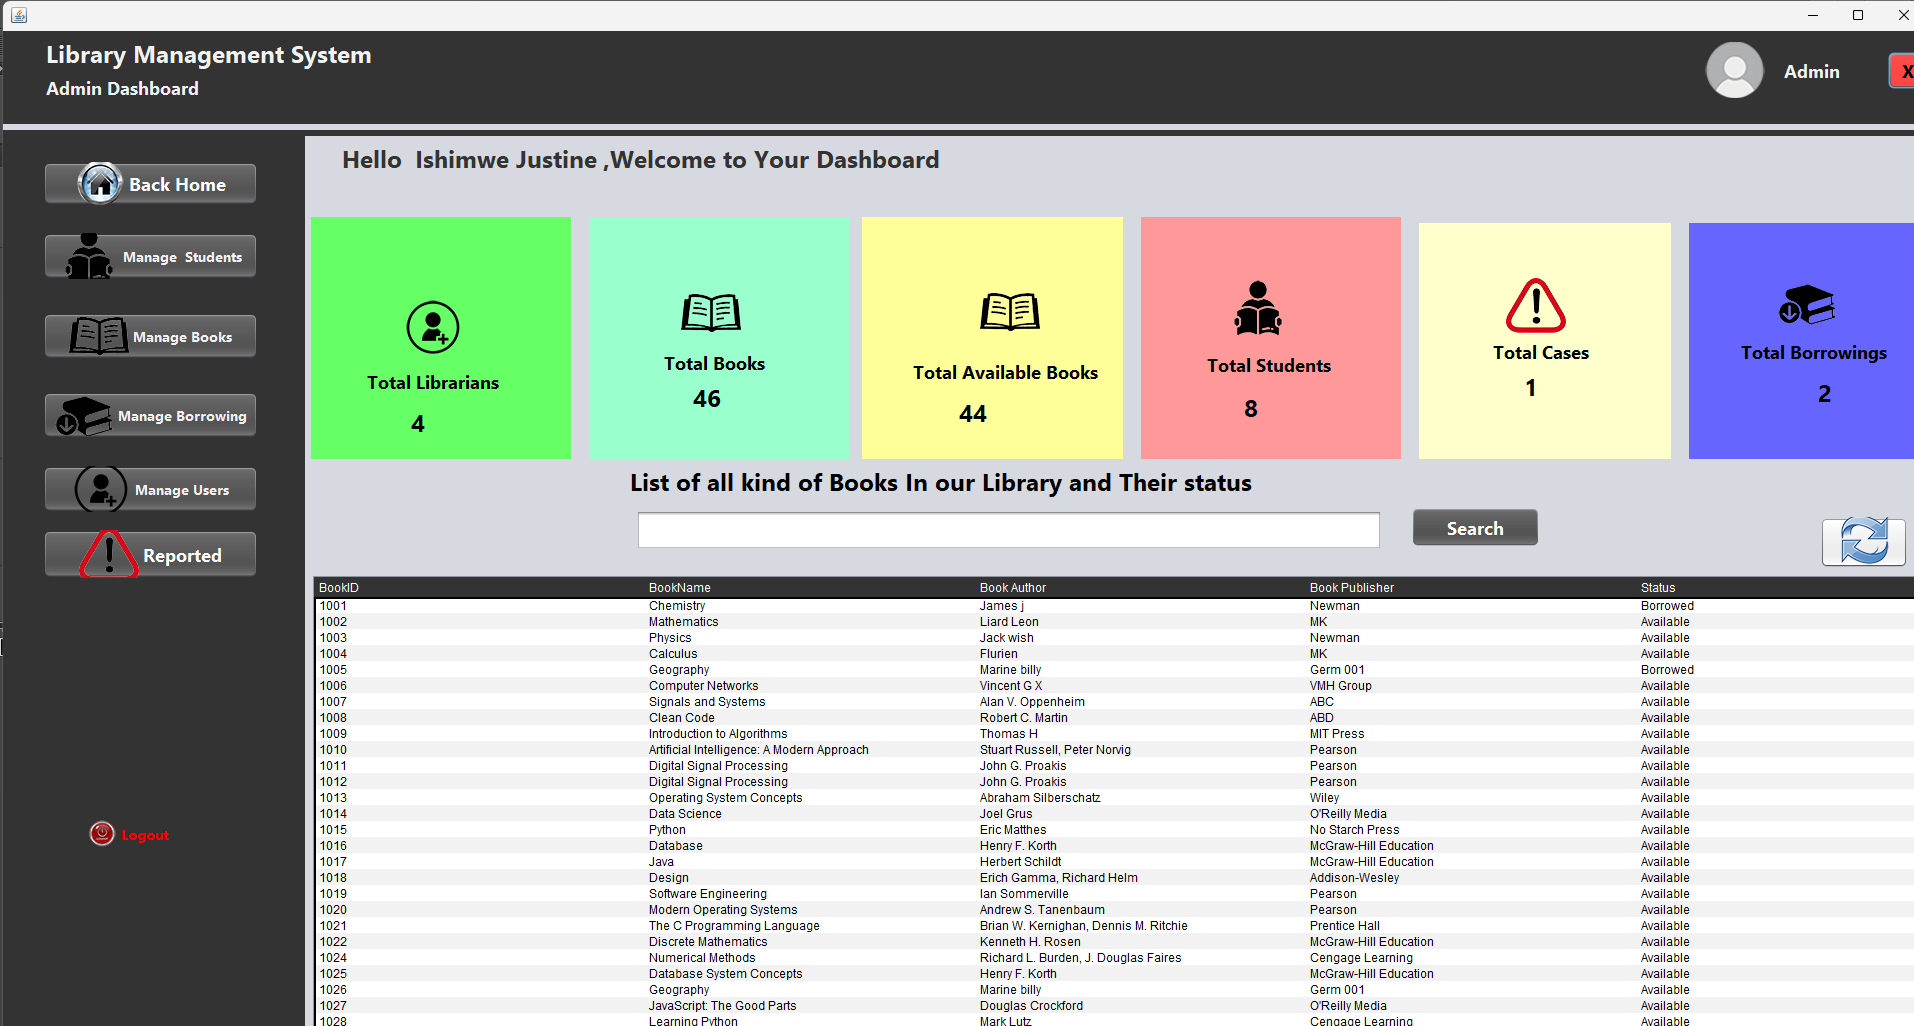 Library Management System
Admin Dashboard
Admin
X
Hello  Ishimwe Justine ,Welcome to Your Dashboard
Back Home
Manage  Students
Manage Books
Manage Borrowing
Manage Users
Reported
Logout
Total Librarians
4
Total Books
46
Total Available Books
44
Total Students
8
Total Cases
1
Total Borrowings
2
List of all kind of Books In our Library and Their status
Search
BookID BookName Book Author Book Publisher Status
1001 Chemistry James j Newman Borrowed
1002 Mathematics Liard Leon MK Available
1003 Physics Jack wish Newman Available
1004 Calculus Flurien MK Available
1005 Geography Marine billy Germ 001 Borrowed
1006 Computer Networks Vincent G X VMH Group Available
1007 Signals and Systems Alan V. Oppenheim ABC Available
1008 Clean Code Robert C. Martin ABD Available
1009 Introduction to Algorithms Thomas H MIT Press Available
1010 Artificial Intelligence: A Modern Approach Stuart Russell, Peter Norvig Pearson Available
1011 Digital Signal Processing John G. Proakis Pearson Available
1012 Digital Signal Processing John G. Proakis Pearson Available
1013 Operating System Concepts Abraham Silberschatz Wiley Available
1014 Data Science Joel Grus O'Reilly Media Available
1015 Python Eric Matthes No Starch Press Available
1016 Database Henry F. Korth McGraw-Hill Education Available
1017 Java Herbert Schildt McGraw-Hill Education Available
1018 Design Erich Gamma, Richard Helm Addison-Wesley Available
1019 Software Engineering Ian Sommerville Pearson Available
1020 Modern Operating Systems Andrew S. Tanenbaum Pearson Available
1021 The C Programming Language Brian W. Kernighan, Dennis M. Ritchie Prentice Hall Available
1022 Discrete Mathematics Kenneth H. Rosen McGraw-Hill Education Available
1024 Numerical Methods Richard L. Burden, J. Douglas Faires Cengage Learning Available
1025 Database System Concepts Henry F. Korth McGraw-Hill Education Available
1026 Geography Marine billy Germ 001 Available
1027 JavaScript: The Good Parts Douglas Crockford O'Reilly Media Available
1028 Learning Python Mark Lutz Cengage Learning Available